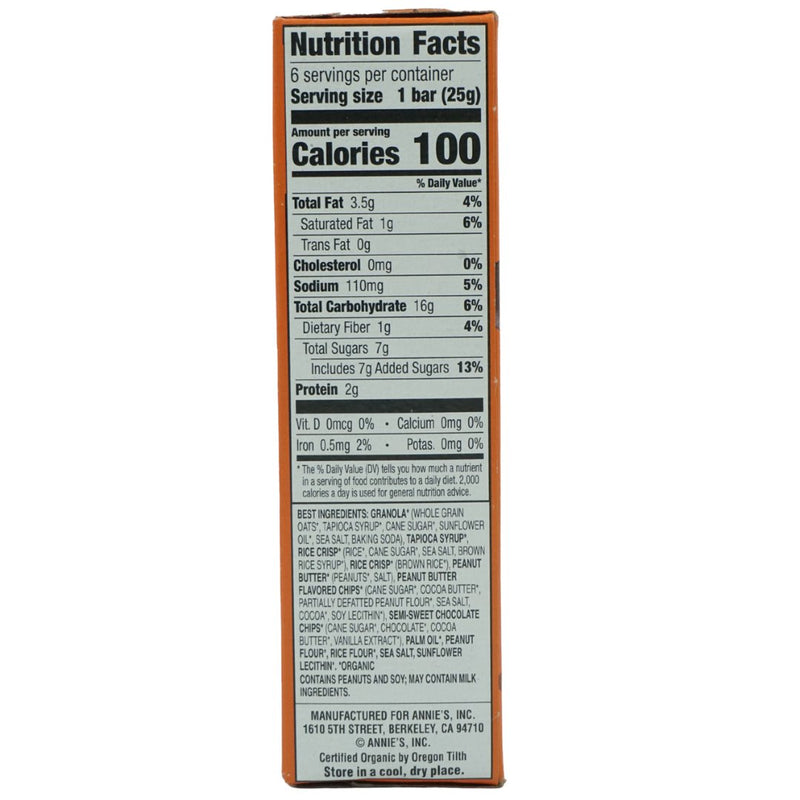 Nutrition Facts
6 servings per container
Serving size 1 bar (25g)
Amount per serving
Calories 100
% Daily Value*
Total Fat 3.5g 4%
Saturated Fat 1g 6%
Trans Fat 0g
Cholesterol 0mg 0%
Sodium 110mg 5%
Total Carbohydrate 16g 6%
Dietary Fiber 1g 4%
Total Sugars 7g
Includes 7g Added Sugars 13%
Protein 2g
Vit. D 0mcg 0% • Calcium 0mg 0%
Iron 0.5mg 2% • Potas. 0mg 0%
* The % Daily Value (DV) tells you how much a nutrient
in a serving of food contributes to a daily diet. 2,000
calories a day is used for general nutrition advice.
BEST INGREDIENTS: GRANOLA* (WHOLE GRAIN
OATS*, TAPIOCA SYRUP*, CANE SUGAR*, SUNFLOWER
OIL*, SEA SALT, BAKING SODA), TAPIOCA SYRUP*,
RICE CRISP* (RICE*, CANE SUGAR*, SEA SALT, BROWN
RICE SYRUP*), RICE CRISP* (BROWN RICE*), PEANUT
BUTTER* (PEANUTS*, SALT), PEANUT BUTTER
FLAVORED CHIPS* (CANE SUGAR*, COCOA BUTTER*,
PARTIALLY DEFATTED PEANUT FLOUR*, SEA SALT,
COCOA*, SOY LECITHIN*), SEMI-SWEET CHOCOLATE
CHIPS* (CANE SUGAR*, CHOCOLATE*, COCOA
BUTTER*, VANILLA EXTRACT*), PALM OIL*, PEANUT
FLOUR*, RICE FLOUR*, SEA SALT, SUNFLOWER
LECITHIN*. *ORGANIC
CONTAINS PEANUTS AND SOY; MAY CONTAIN MILK
INGREDIENTS.
MANUFACTURED FOR ANNIE'S, INC.
1610 5TH STREET, BERKELEY, CA 94710
© ANNIE'S, INC.
Certified Organic by Oregon Tilth
Store in a cool, dry place.